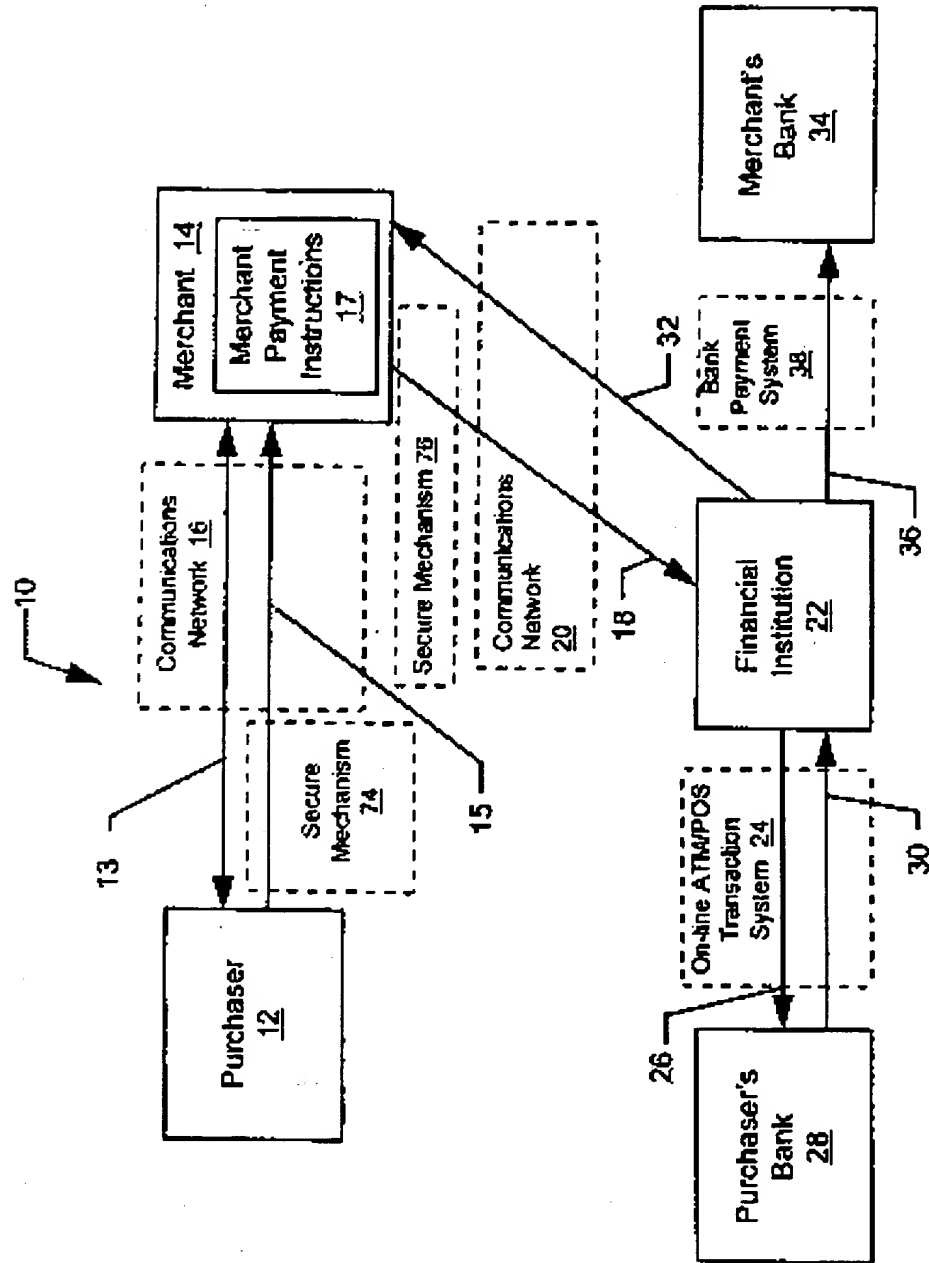 10
13
Purchaser
12
Secure
Mechanism
74
15
Communications
Network 16
Merchant 14
Merchant
Payment
Instructions
17
Secure Mechanism 76
Communications
Network
20
18
32
Purchaser's
Bank
28
26
On-line ATM/POS
Transaction
System 24
30
Financial
Institution
22
36
Bank
Payment
System
38
Merchant's
Bank
34